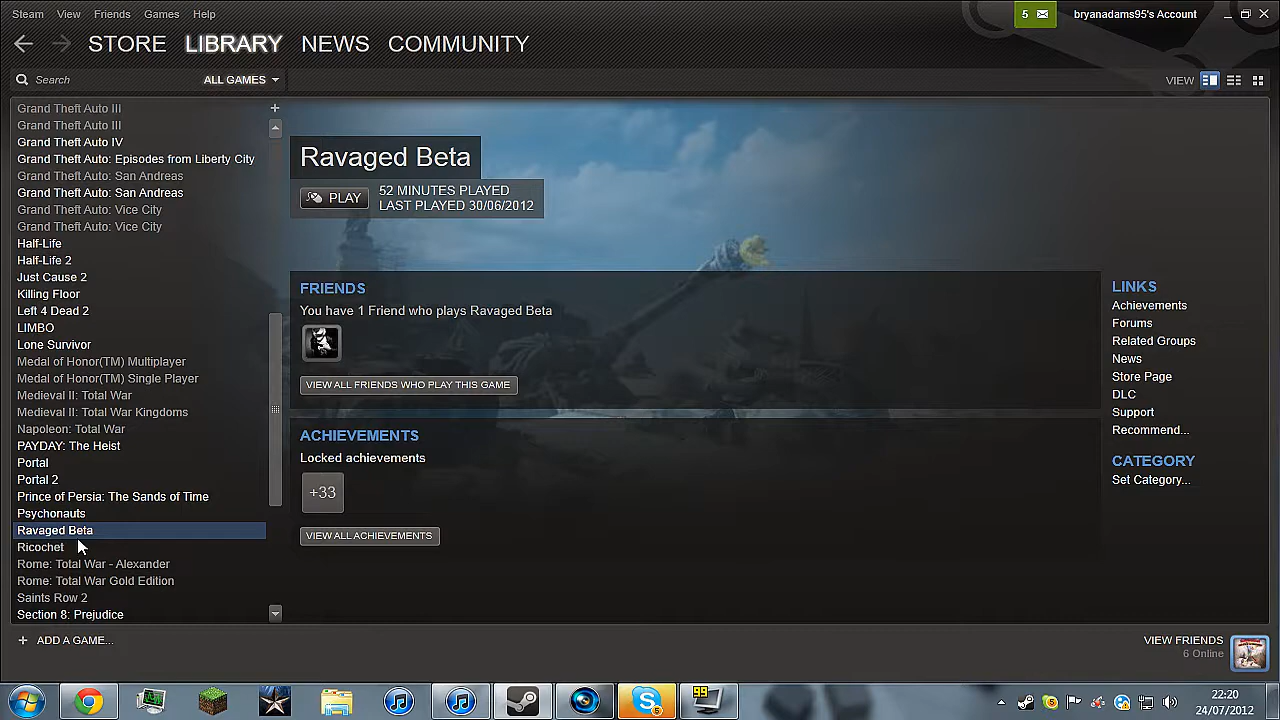 Steam View Friends Games Help
5 bryanadams95's Account
STORE LIBRARY NEWS COMMUNITY
Search ALL GAMES VIEW
Grand Theft Auto III
Grand Theft Auto III
Grand Theft Auto IV
Grand Theft Auto: Episodes from Liberty City
Grand Theft Auto: San Andreas
Grand Theft Auto: San Andreas
Grand Theft Auto: Vice City
Grand Theft Auto: Vice City
Half-Life
Half-Life 2
Just Cause 2
Killing Floor
Left 4 Dead 2
LIMBO
Lone Survivor
Medal of Honor(TM) Multiplayer
Medal of Honor(TM) Single Player
Medieval II: Total War
Medieval II: Total War Kingdoms
Napoleon: Total War
PAYDAY: The Heist
Portal
Portal 2
Prince of Persia: The Sands of Time
Psychonauts
Ravaged Beta
Ricochet
Rome: Total War - Alexander
Rome: Total War Gold Edition
Saints Row 2
Section 8: Prejudice
+ ADD A GAME...
Ravaged Beta
PLAY
52 MINUTES PLAYED
LAST PLAYED 30/06/2012
FRIENDS
You have 1 Friend who plays Ravaged Beta
VIEW ALL FRIENDS WHO PLAY THIS GAME
ACHIEVEMENTS
Locked achievements
+33
VIEW ALL ACHIEVEMENTS
LINKS
Achievements
Forums
Related Groups
News
Store Page
DLC
Support
Recommend...
CATEGORY
Set Category...
VIEW FRIENDS
6 Online
99
22:20
24/07/2012